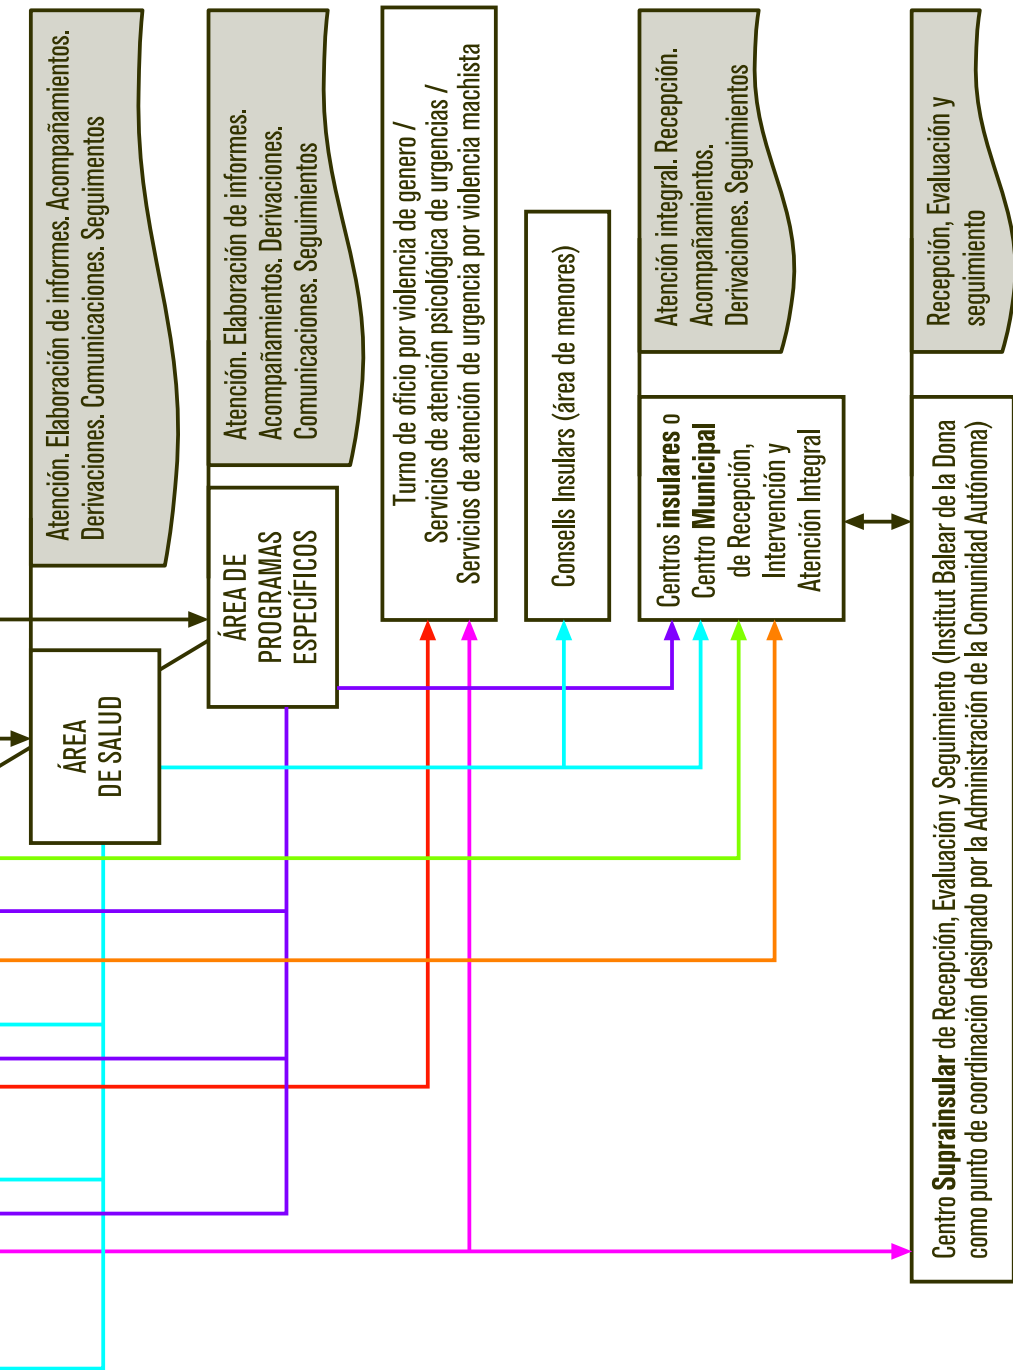 Atención. Elaboración de informes. Acompañamientos.
Derivaciones. Comunicaciones. Seguimentos
ÁREA
DE SALUD
Atención. Elaboración de informes.
Acompañamientos. Derivaciones.
Comunicaciones. Seguimientos
ÁREA DE
PROGRAMAS
ESPECÍFICOS
Turno de oficio por violencia de genero /
Servicios de atención psicológica de urgencias /
Servicios de atención de urgencia por violencia machista
Consells Insulars (área de menores)
Atención integral. Recepción.
Acompañamientos.
Derivaciones. Seguimientos
Centros insulares o
Centro Municipal
de Recepción,
Intervención y
Atención Integral
Recepción, Evaluación y
seguimiento
Centro Suprainsular de Recepción, Evaluación y Seguimiento (Institut Balear de la Dona
como punto de coordinación designado por la Administración de la Comunidad Autónoma)